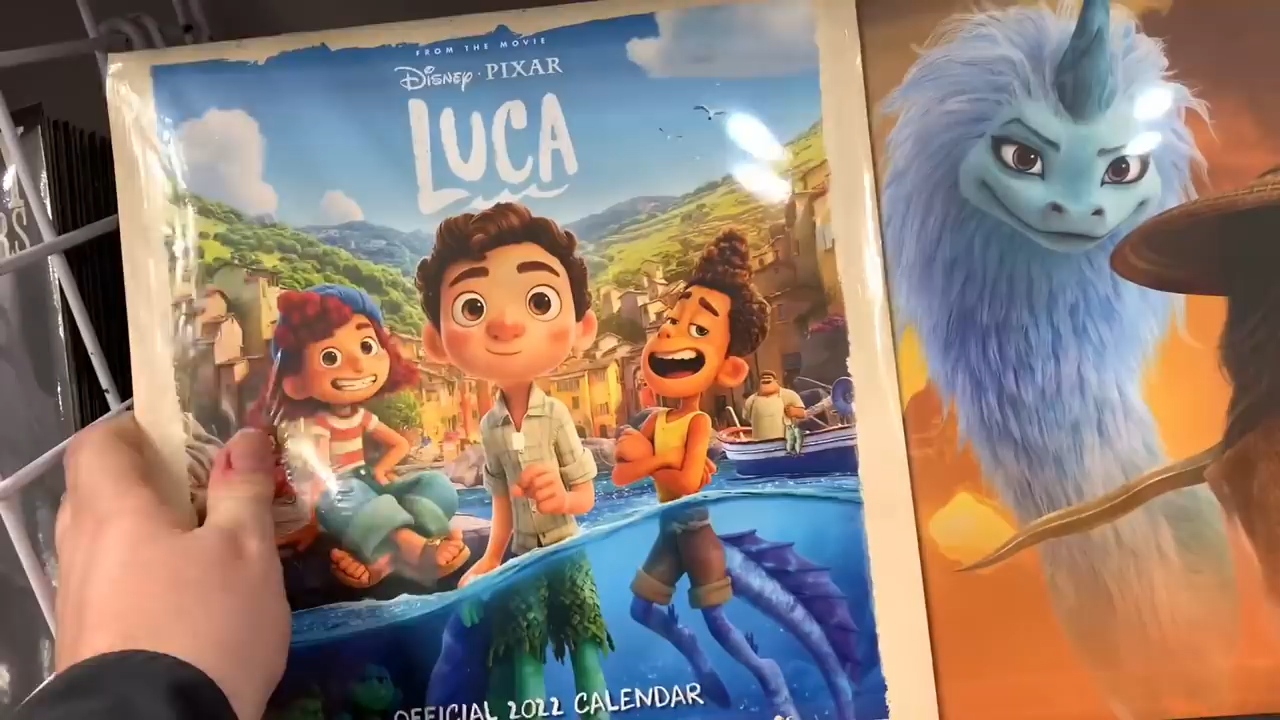 FROM THE MOVIE
Disney · PIXAR
LUCA
OFFICIAL 2022 CALENDAR